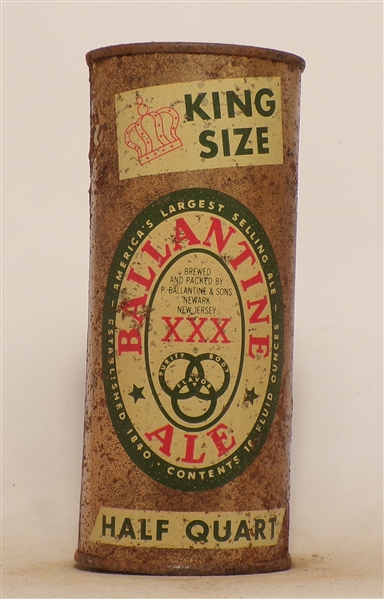 KING
SIZE
AMERICA'S LARGEST SELLING ALE
BALLANTINE
BREWED
AND PACKED BY
P. BALLANTINE & SONS
NEWARK
NEW JERSEY
XXX
PURITY BODY
FLAVOR
ALE
ESTABLISHED 1840 · CONTENTS 16 FLUID OUNCES
HALF QUART